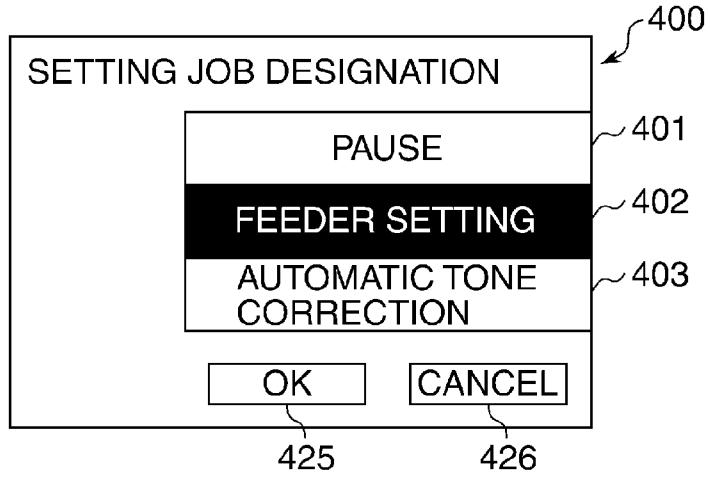 400
SETTING JOB DESIGNATION
PAUSE
401
FEEDER SETTING
402
AUTOMATIC TONE
CORRECTION
403
OK
CANCEL
425
426